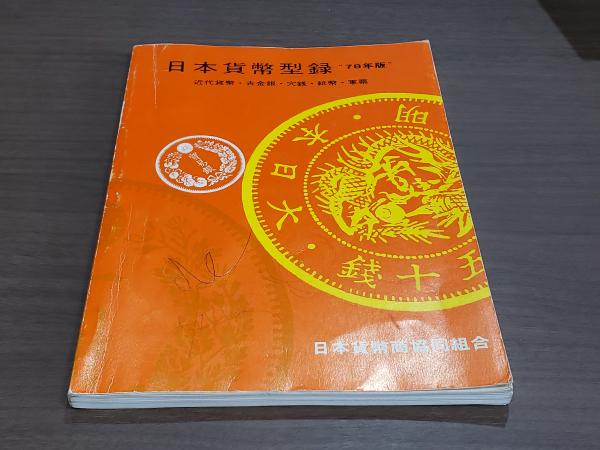 日本貨幣型録 "78年版"
近代貨幣・古金銀・穴銭・紙幣・軍票
明
大日本
五十錢
日本貨幣商協同組合